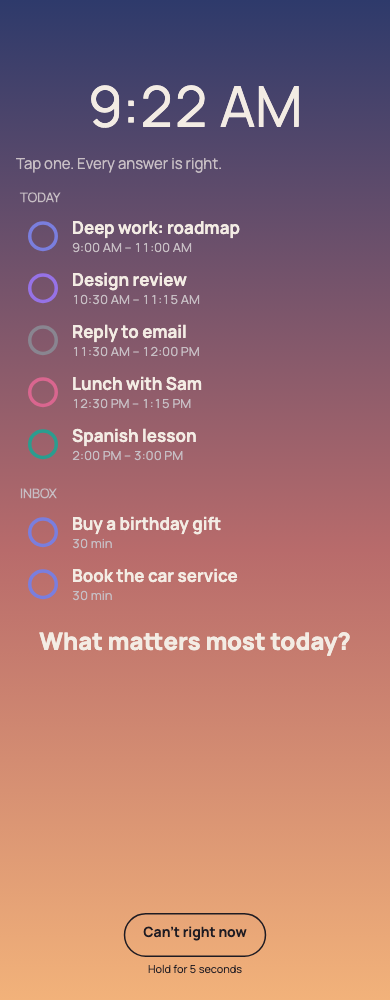 9:22 AM
Tap one. Every answer is right.
TODAY
Deep work: roadmap
9:00 AM – 11:00 AM
Design review
10:30 AM – 11:15 AM
Reply to email
11:30 AM – 12:00 PM
Lunch with Sam
12:30 PM – 1:15 PM
Spanish lesson
2:00 PM – 3:00 PM
INBOX
Buy a birthday gift
30 min
Book the car service
30 min
What matters most today?
Can't right now
Hold for 5 seconds